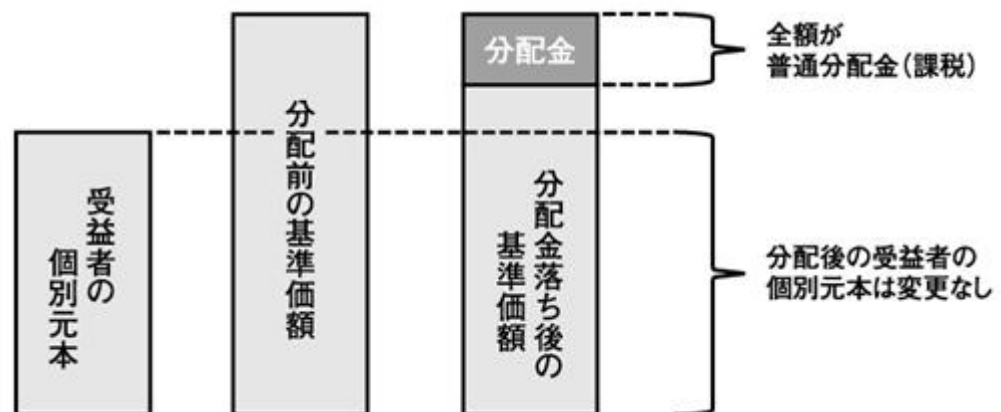 受益者の
個別元本
分配前の基準価額
分配金
分配金落ち後の
基準価額
全額が
普通分配金(課税)
分配後の受益者の
個別元本は変更なし